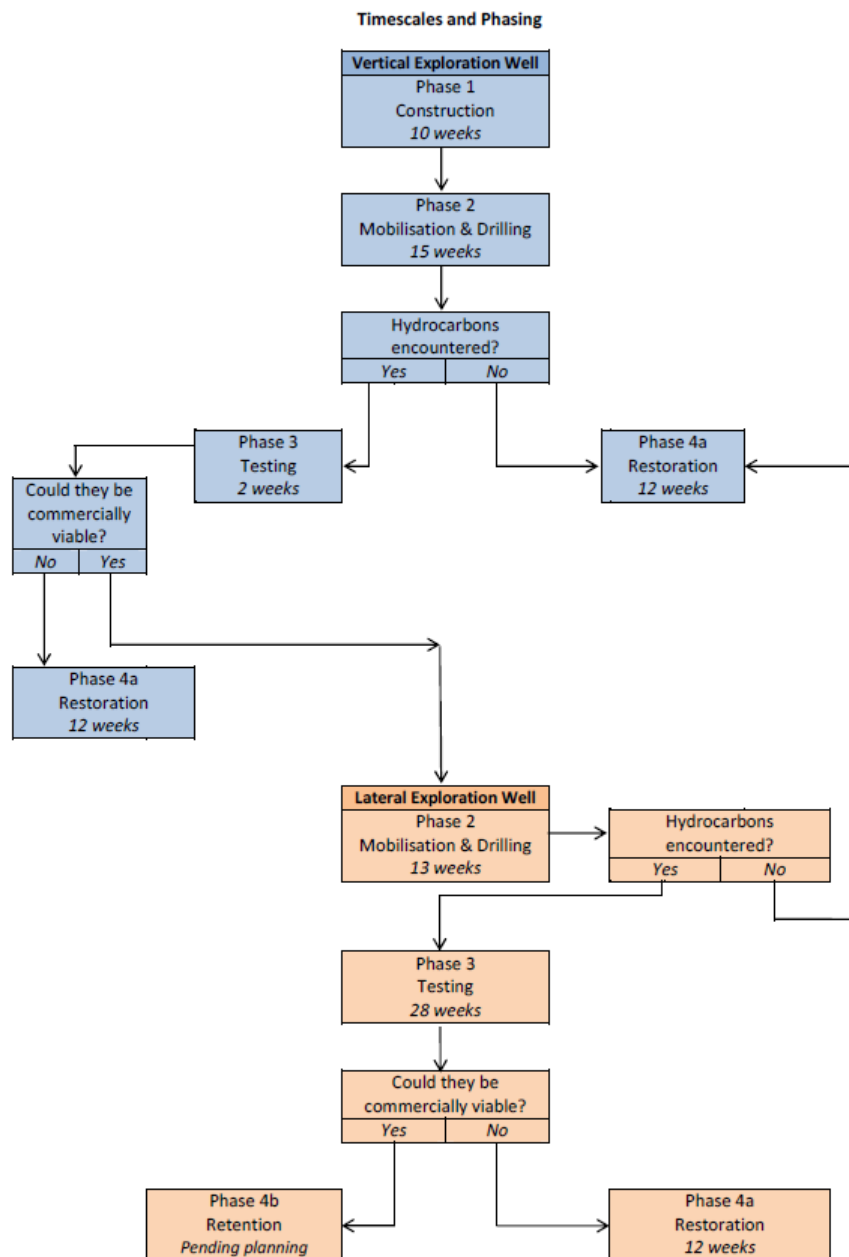 Timescales and Phasing
Vertical Exploration Well
Phase 1
Construction
10 weeks
Phase 2
Mobilisation & Drilling
15 weeks
Hydrocarbons
encountered?
Yes No
Phase 3
Testing
2 weeks
Phase 4a
Restoration
12 weeks
Could they be
commercially
viable?
No Yes
Phase 4a
Restoration
12 weeks
Lateral Exploration Well
Phase 2
Mobilisation & Drilling
13 weeks
Hydrocarbons
encountered?
Yes No
Phase 3
Testing
28 weeks
Could they be
commercially viable?
Yes No
Phase 4b
Retention
Pending planning
Phase 4a
Restoration
12 weeks